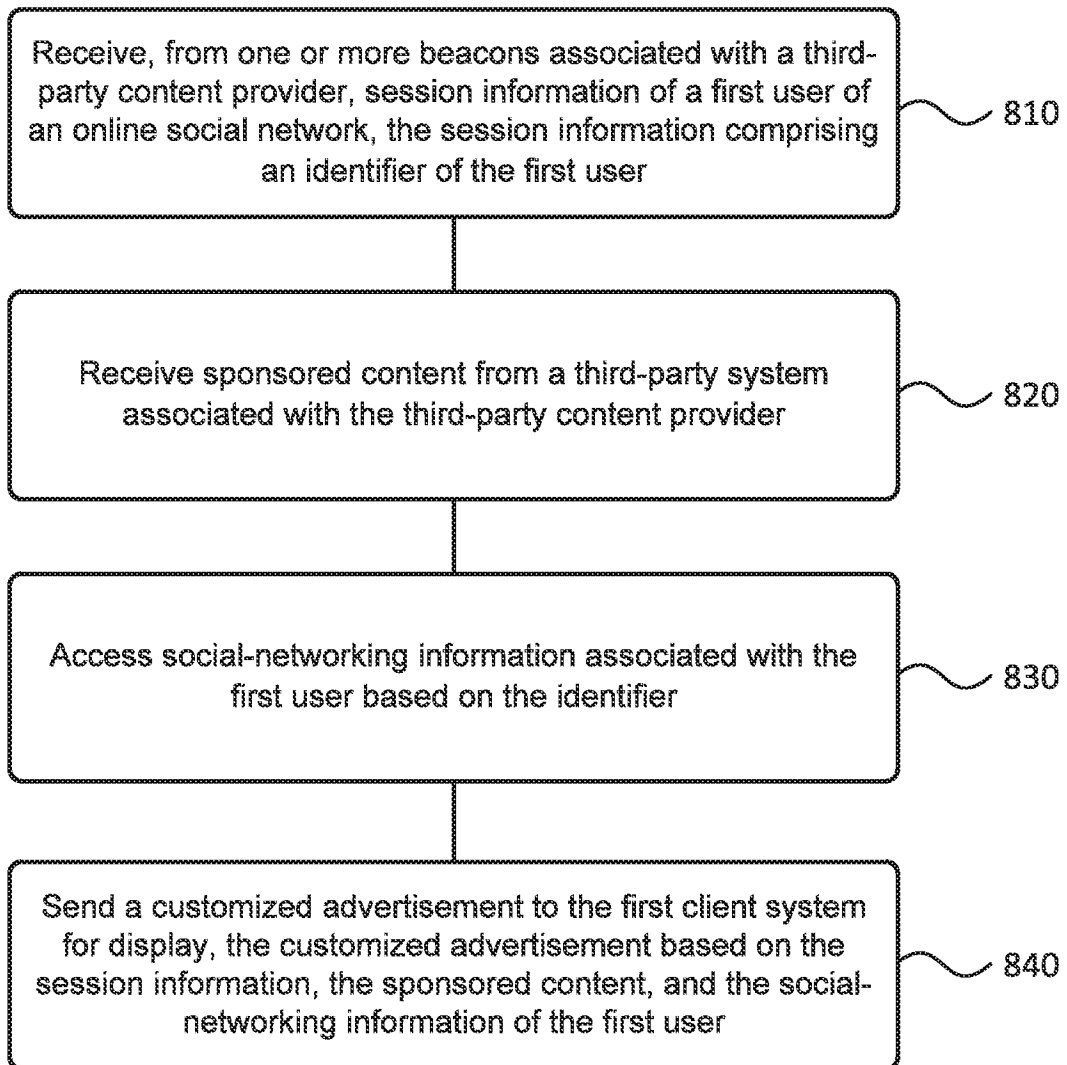 Receive, from one or more beacons associated with a third-
party content provider, session information of a first user of
an online social network, the session information comprising
an identifier of the first user
810
Receive sponsored content from a third-party system
associated with the third-party content provider
820
Access social-networking information associated with the
first user based on the identifier
830
Send a customized advertisement to the first client system
for display, the customized advertisement based on the
session information, the sponsored content, and the social-
networking information of the first user
840